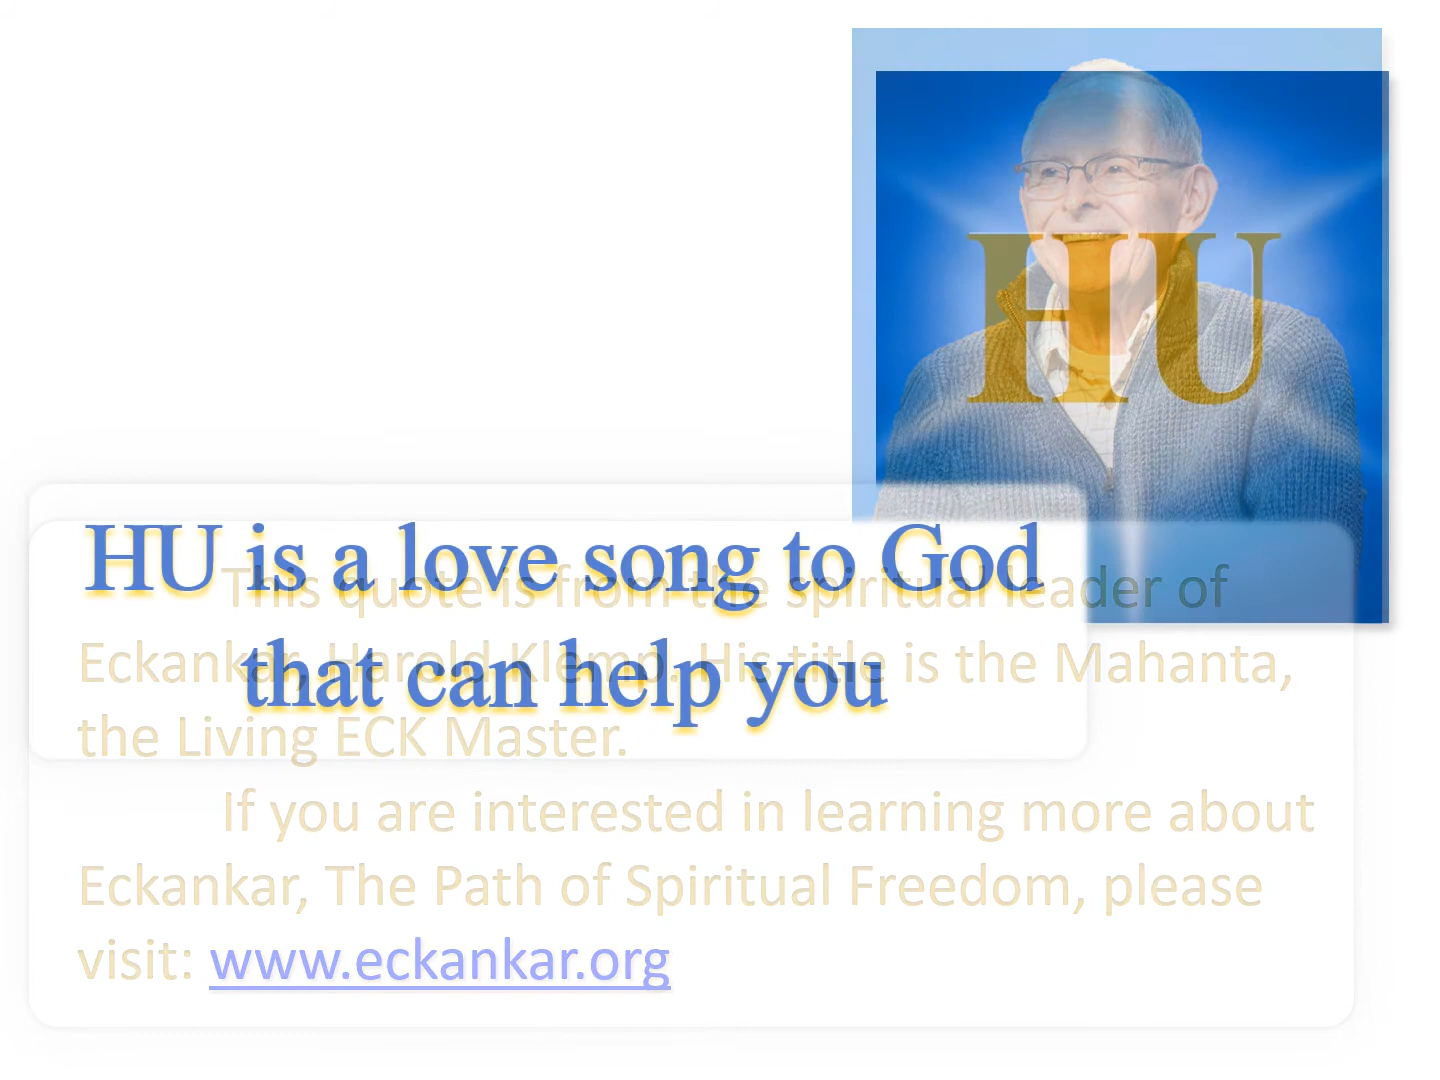 HU
HU is a love song to God
that can help you
This quote is from the spiritual leader of
Eckankar, Harold Klemp. His title is the Mahanta,
the Living ECK Master.
If you are interested in learning more about
Eckankar, The Path of Spiritual Freedom, please
visit: www.eckankar.org